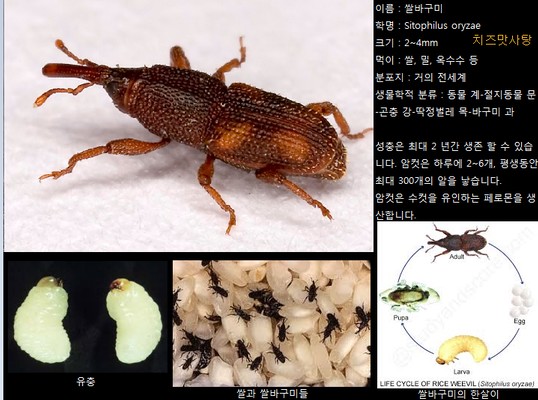 이름 : 쌀바구미
학명 : Sitophilus oryzae
크기 : 2~4mm
치즈맛사탕
먹이 : 쌀, 밀, 옥수수 등
분포지 : 거의 전세계
생물학적 분류 : 동물 계-절지동물 문
-곤충 강-딱정벌레 목-바구미 과
성충은 최대 2 년간 생존 할 수 있습
니다. 암컷은 하루에 2~6개, 평생동안
최대 300개의 알을 낳습니다.
암컷은 수컷을 유인하는 페로몬을 생
산합니다.
Adult
Egg
Larva
Pupa
LIFE CYCLE OF RICE WEEVIL (Sitophilus oryzae)
유충
쌀과 쌀바구미들
쌀바구미의 한살이